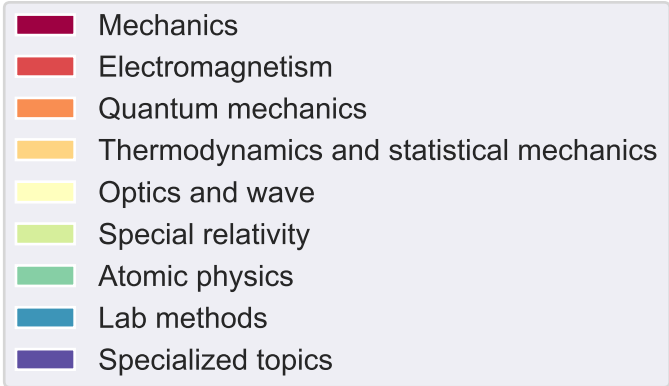 Mechanics
Electromagnetism
Quantum mechanics
Thermodynamics and statistical mechanics
Optics and wave
Special relativity
Atomic physics
Lab methods
Specialized topics